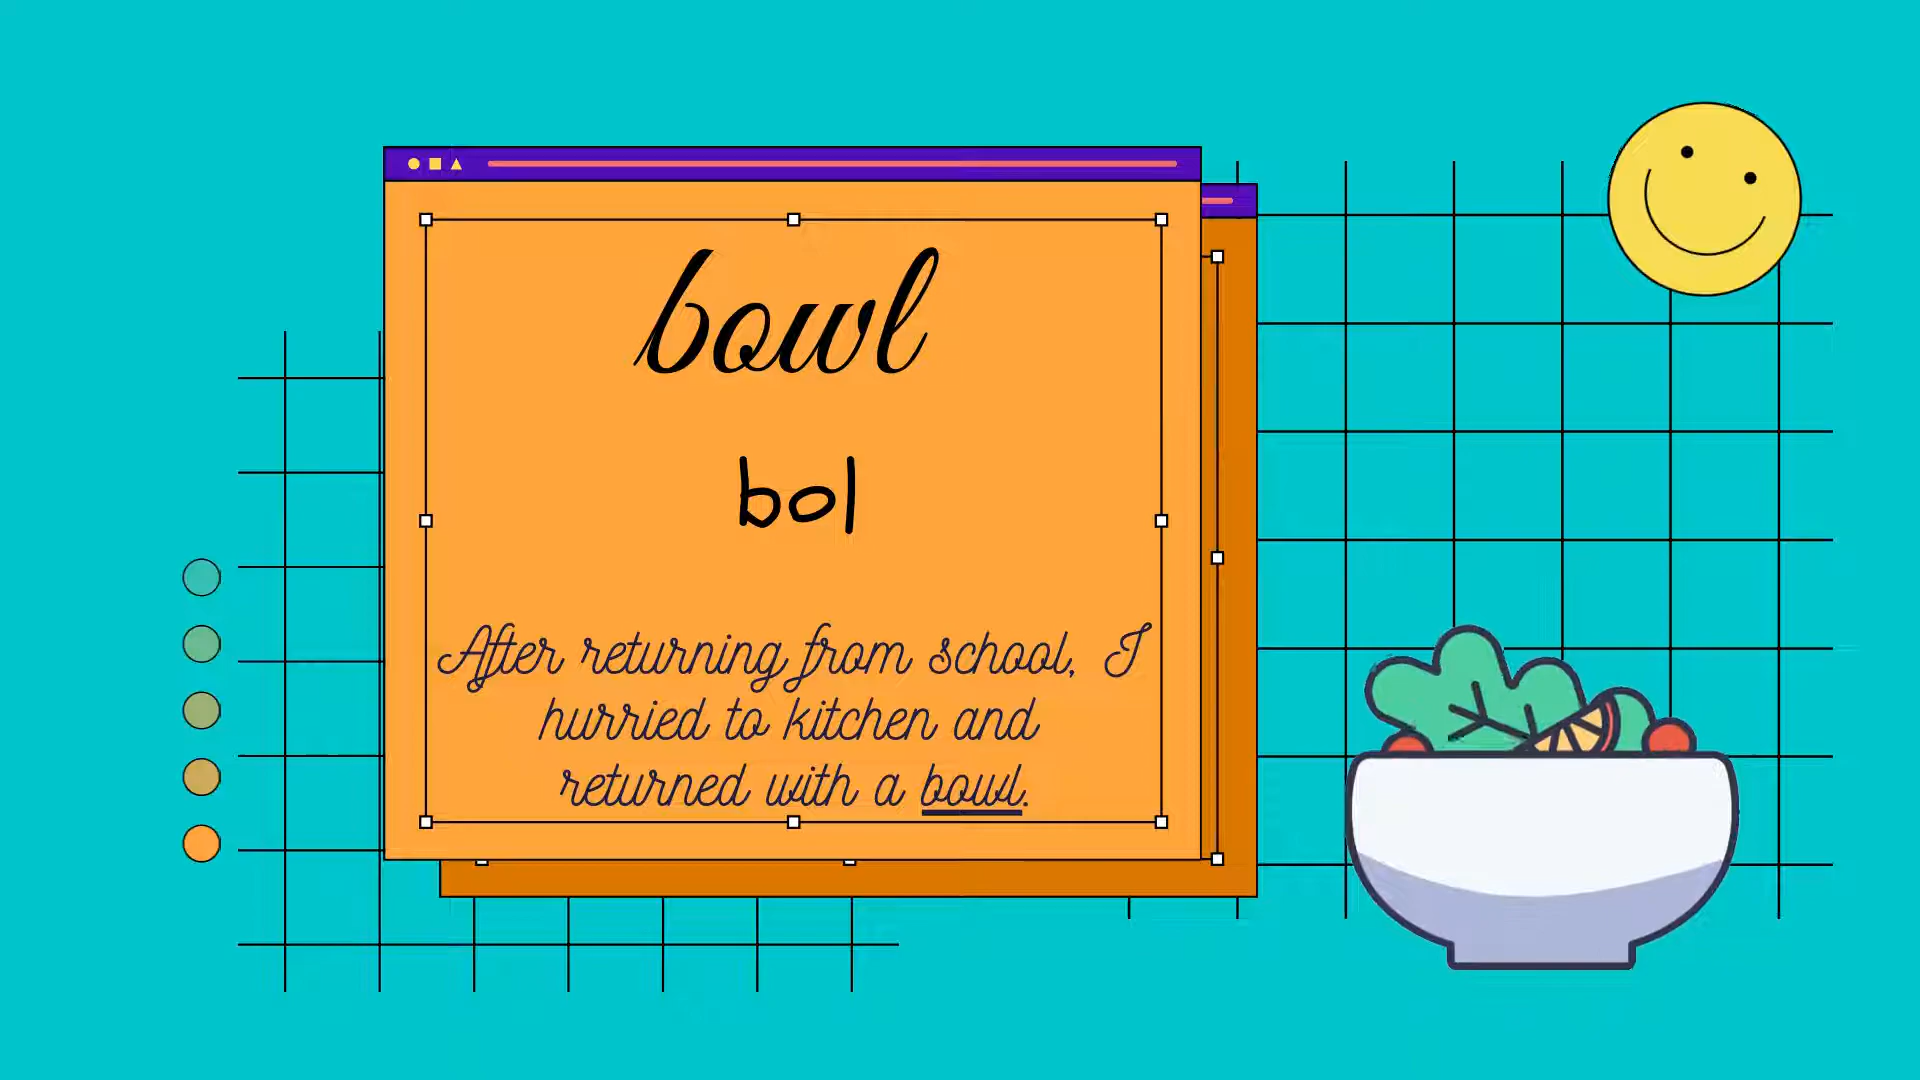 bowl
bol
After returning from school, I
hurried to kitchen and
returned with a bowl.